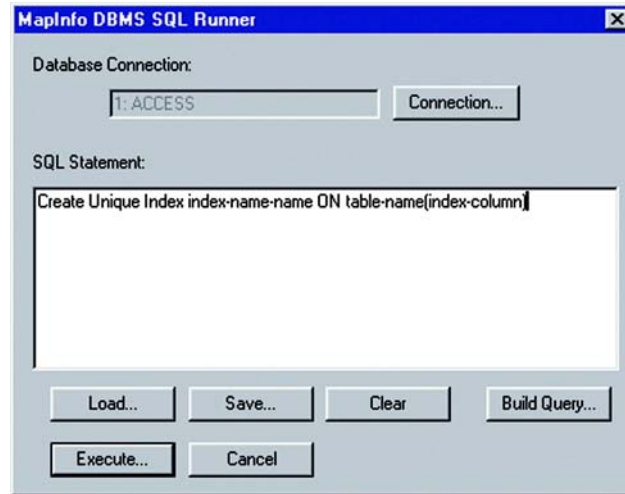 MapInfo DBMS SQL Runner
Database Connection:
1: ACCESS
Connection...
SQL Statement:
Create Unique Index index-name-name ON table-name(index-column)
Load...
Save...
Clear
Build Query...
Execute...
Cancel